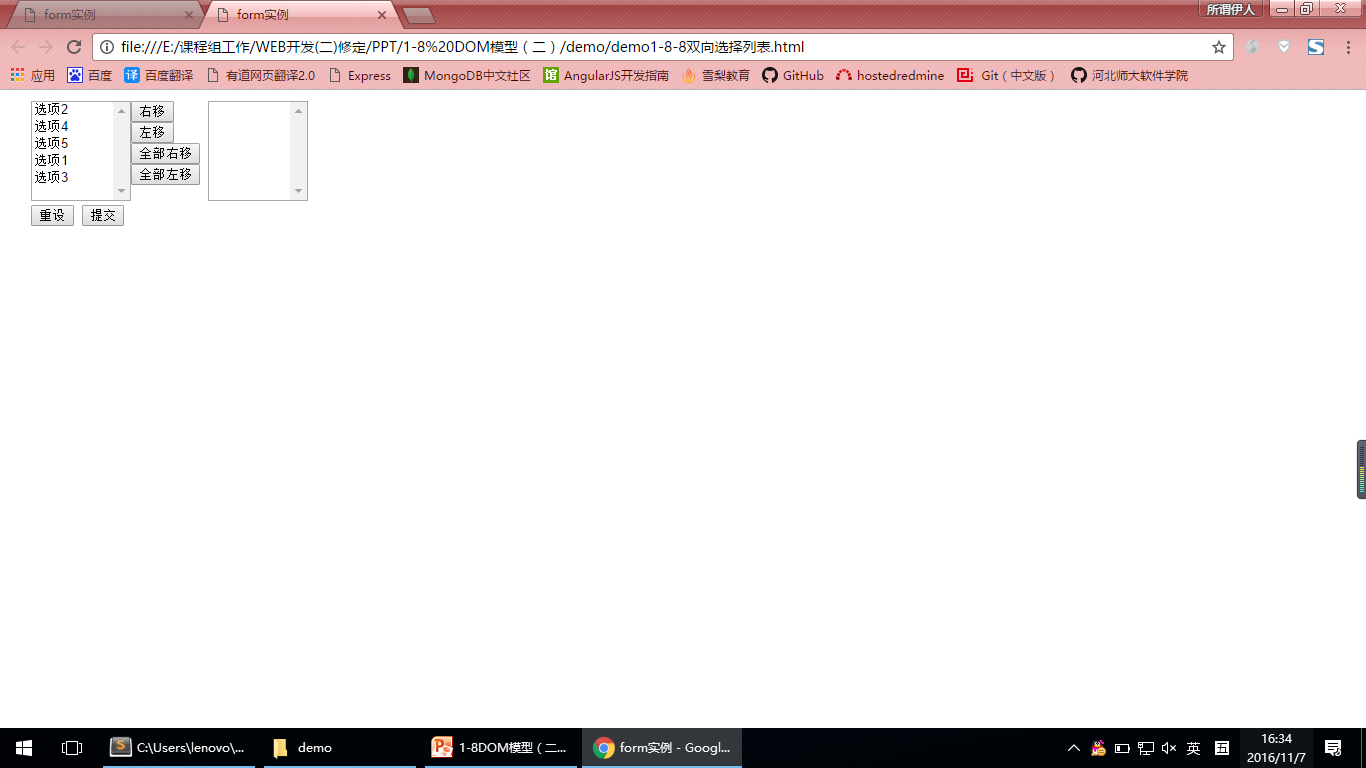 form实例
form实例
所谓伊人
file:///E:/课程组工作/WEB开发(二)修定/PPT/1-8%20DOM模型（二）/demo/demo1-8-8双向选择列表.html
应用 百度 译 百度翻译 有道网页翻译2.0 Express MongoDB中文社区 馆 AngularJS开发指南 雪梨教育 GitHub hostedredmine Git（中文版） 河北师大软件学院
选项2
选项4
选项5
选项1
选项3
右移
左移
全部右移
全部左移
重设 提交
C:\Users\lenovo\... demo 1-8DOM模型（二... form实例 - Googl... 英 五
16:34
2016/11/7